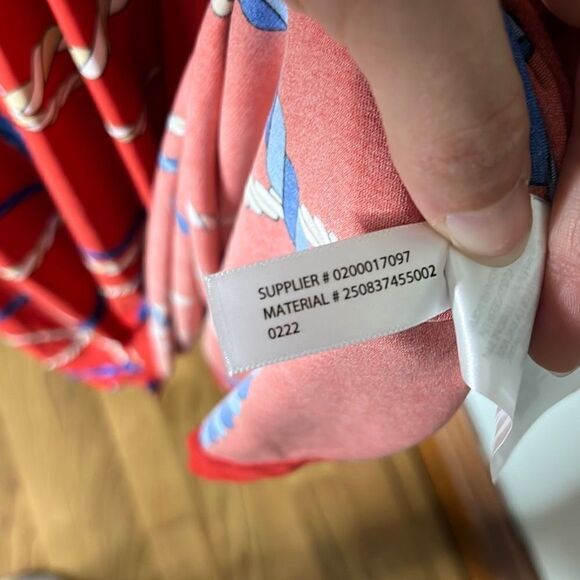 SUPPLIER # 0200017097
MATERIAL # 250837455002
0222